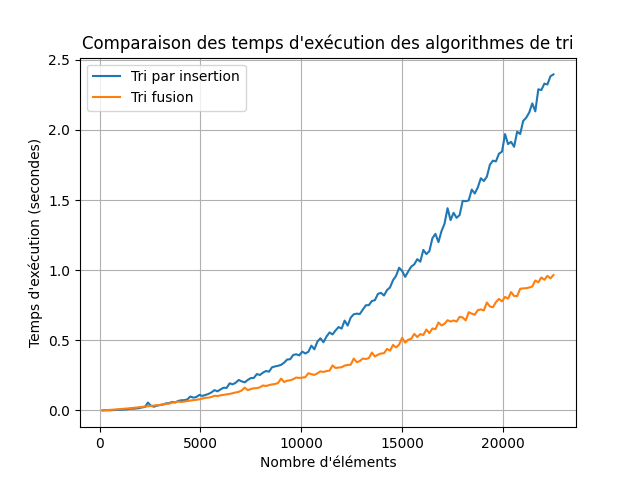 Comparaison des temps d'exécution des algorithmes de tri
Tri par insertion
Tri fusion
Temps d'exécution (secondes)
2.5
2.0
1.5
1.0
0.5
0.0
0 5000 10000 15000 20000
Nombre d'éléments